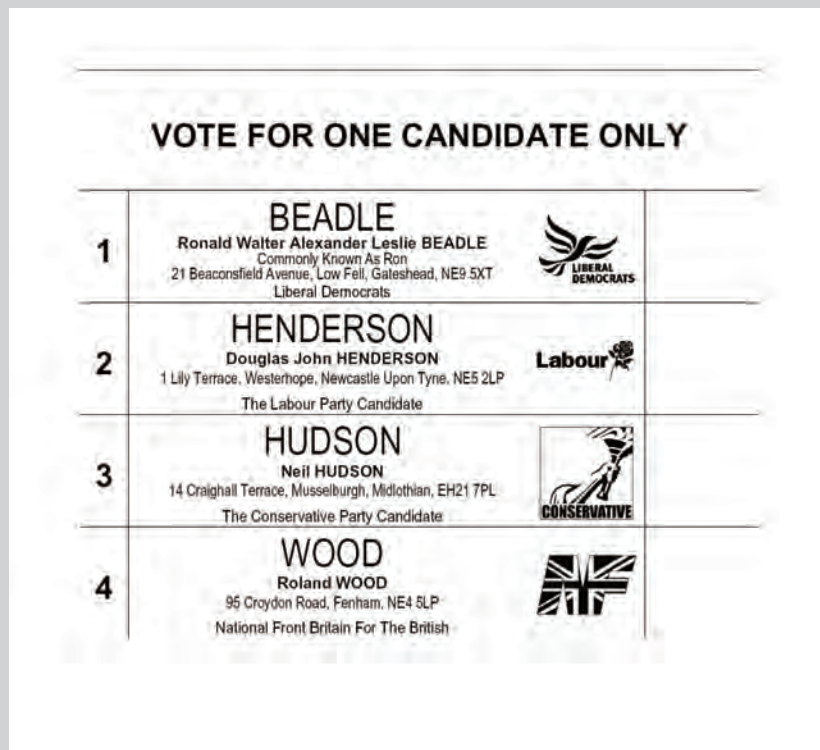 VOTE FOR ONE CANDIDATE ONLY
1
BEADLE
Ronald Walter Alexander Leslie BEADLE
Commonly Known As Ron
21 Beaconsfield Avenue, Low Fell, Gateshead, NE9 5XT
Liberal Democrats
LIBERAL
DEMOCRATS
2
HENDERSON
Douglas John HENDERSON
1 Lily Terrace, Westerhope, Newcastle Upon Tyne, NE5 2LP
The Labour Party Candidate
Labour
3
HUDSON
Neil HUDSON
14 Craighall Terrace, Musselburgh, Midlothian, EH21 7PL
The Conservative Party Candidate
CONSERVATIVE
4
WOOD
Roland WOOD
95 Croydon Road, Fenham, NE4 5LP
National Front Britain For The British
NF